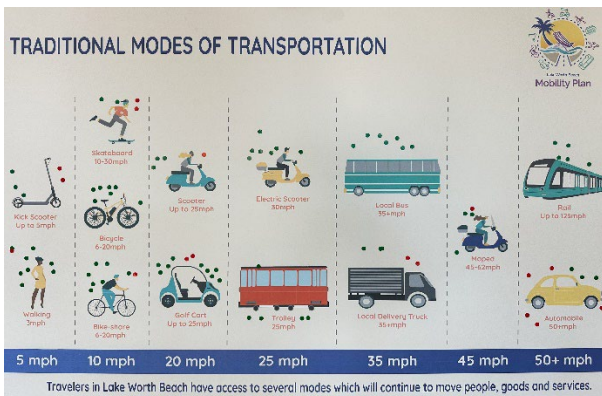 TRADITIONAL MODES OF TRANSPORTATION
Lake Worth Beach
Mobility Plan
Kick Scooter
Up to 5mph
Walking
3mph
Skateboard
10-30mph
Bicycle
6-20mph
Bike-share
6-20mph
Scooter
Up to 25mph
Golf Cart
Up to 25mph
Electric Scooter
30mph
Trolley
25mph
Local Bus
35+mph
Local Delivery Truck
35+mph
Moped
45-62mph
Rail
Up to 125mph
Automobile
50+mph
5 mph
10 mph
20 mph
25 mph
35 mph
45 mph
50+ mph
Travelers in Lake Worth Beach have access to several modes which will continue to move people, goods and services.